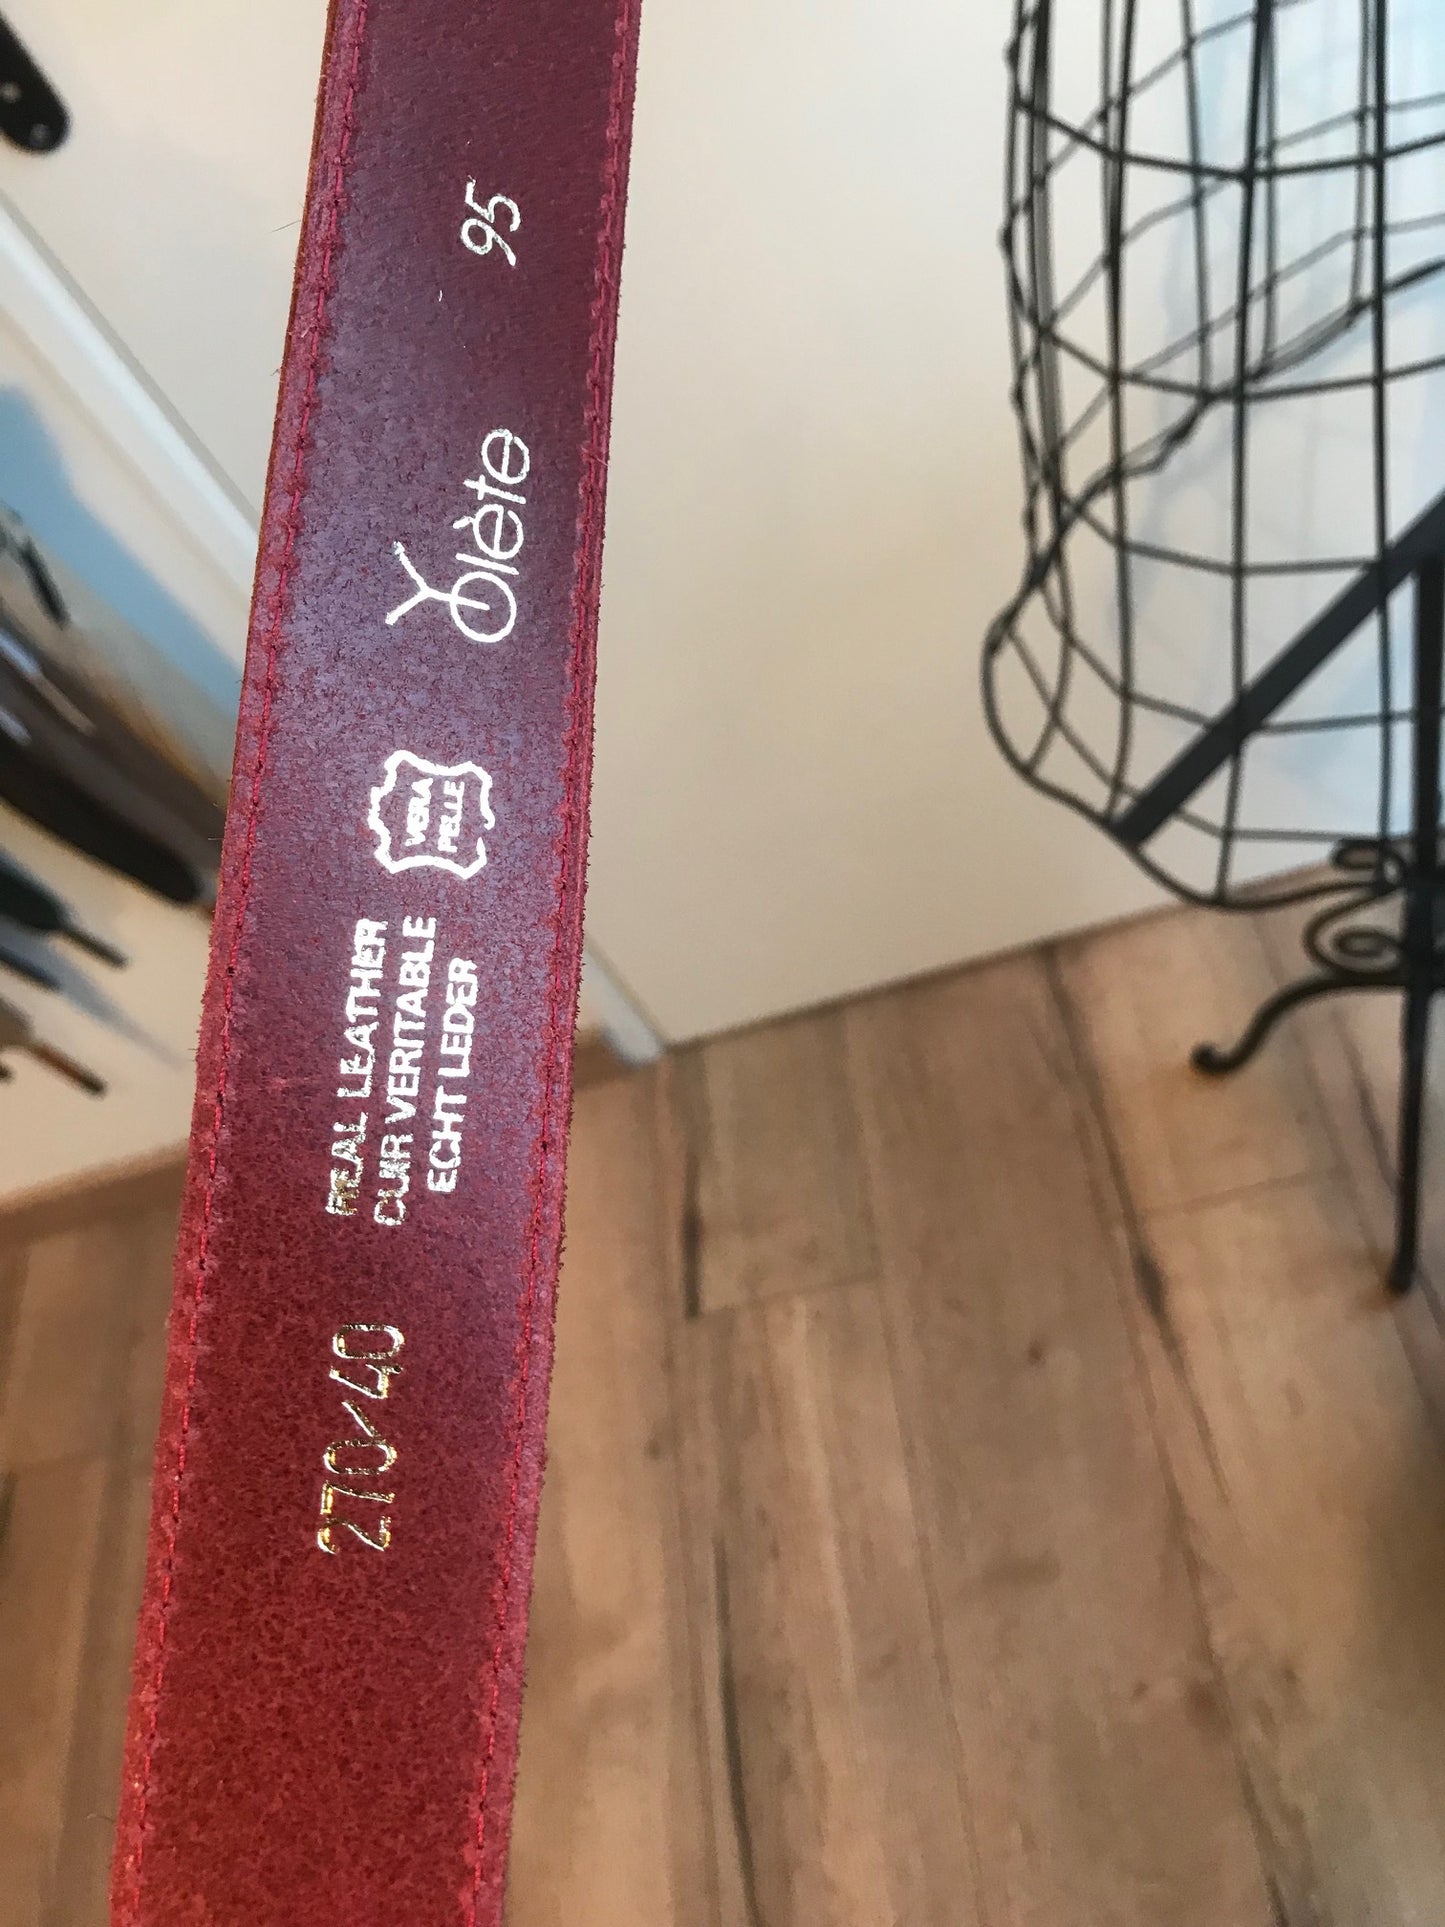 270/40
REAL LEATHER
CUIR VERITABLE
ECHT LEDER
VERA
PELLE
Yolète
95